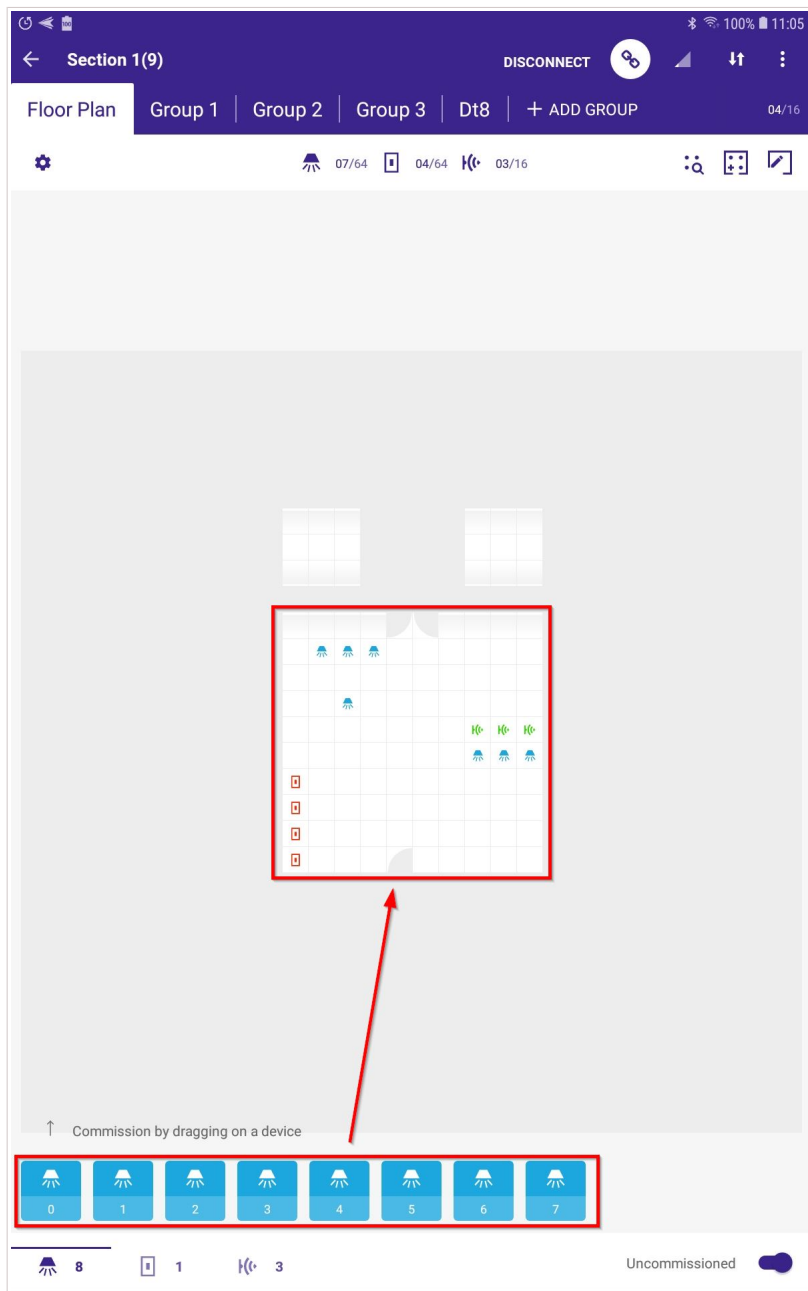 100% 11:05
Section 1(9) DISCONNECT
Floor Plan Group 1 Group 2 Group 3 Dt8 + ADD GROUP 04/16
07/64 04/64 03/16
↑ Commission by dragging on a device
0 1 2 3 4 5 6 7
8 1 3 Uncommissioned